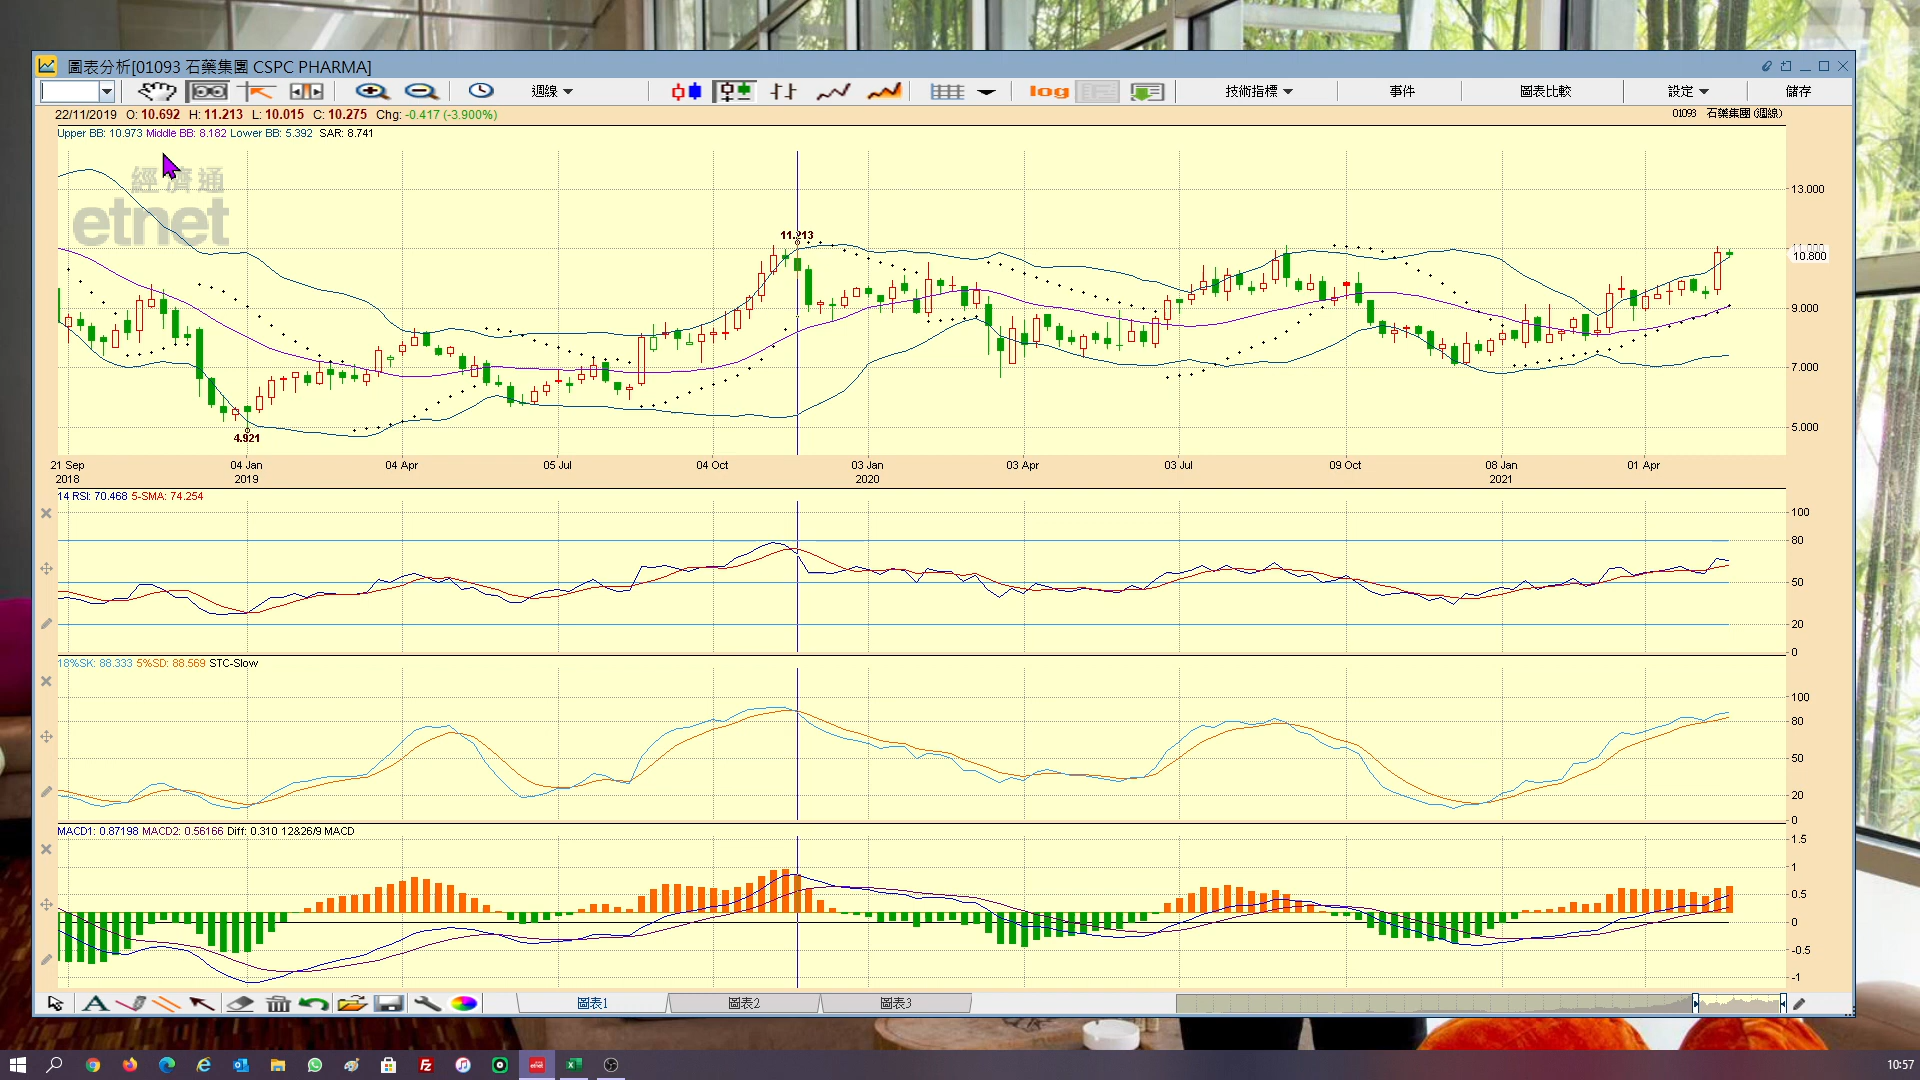 圖表分析[01093 石藥集團 CSPC PHARMA]
週線
log
技術指標
事件
圖表比較
設定
儲存
22/11/2019 O: 10.692 H: 11.213 L: 10.015 C: 10.275 Chg: -0.417 (-3.900%)
01093 石藥集團 (週線)
Upper BB: 10.973 Middle BB: 8.182 Lower BB: 5.392 SAR: 8.741
經濟通
etnet
13.000
11.213
11.000
10.800
9.000
7.000
5.000
4.921
21 Sep 04 Jan 04 Apr 05 Jul 04 Oct 03 Jan 03 Apr 03 Jul 09 Oct 08 Jan 01 Apr
2018 2019 2020 2021
14 RSI: 70.468 5-SMA: 74.254
100
80
50
20
0
18%SK: 88.333 5%SD: 88.569 STC-Slow
100
80
50
20
0
MACD1: 0.87198 MACD2: 0.56166 Diff: 0.310 12&26/9 MACD
1.5
1
0.5
0
-0.5
-1
圖表1
圖表2
圖表3
10:57